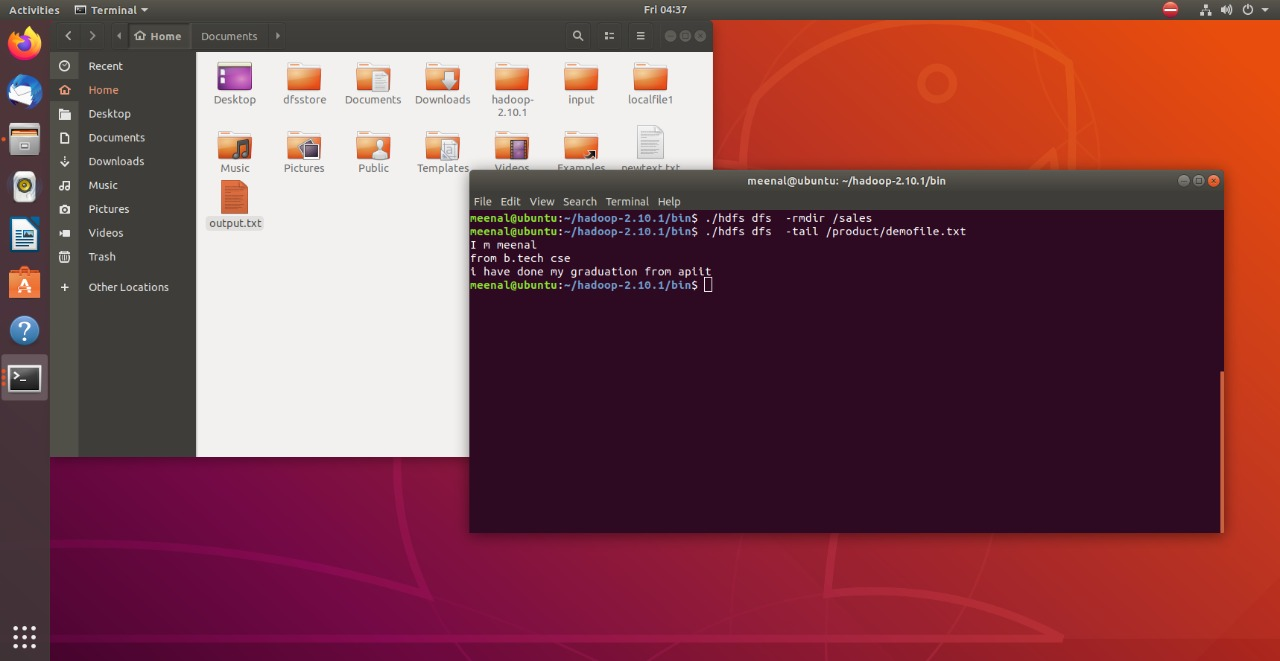 Activities Terminal Fri 04:37
Home Documents
Recent
Home
Desktop
Documents
Downloads
Music
Pictures
Videos
Trash
Other Locations
Desktop dfsstore Documents Downloads hadoop-2.10.1 input localfile1
Music Pictures Public Templates Videos Examples newtext.txt
output.txt
meenal@ubuntu: ~/hadoop-2.10.1/bin
File Edit View Search Terminal Help
meenal@ubuntu:~/hadoop-2.10.1/bin$ ./hdfs dfs  -rmdir /sales
meenal@ubuntu:~/hadoop-2.10.1/bin$ ./hdfs dfs  -tail /product/demofile.txt
I m meenal
from b.tech cse
i have done my graduation from apiit
meenal@ubuntu:~/hadoop-2.10.1/bin$